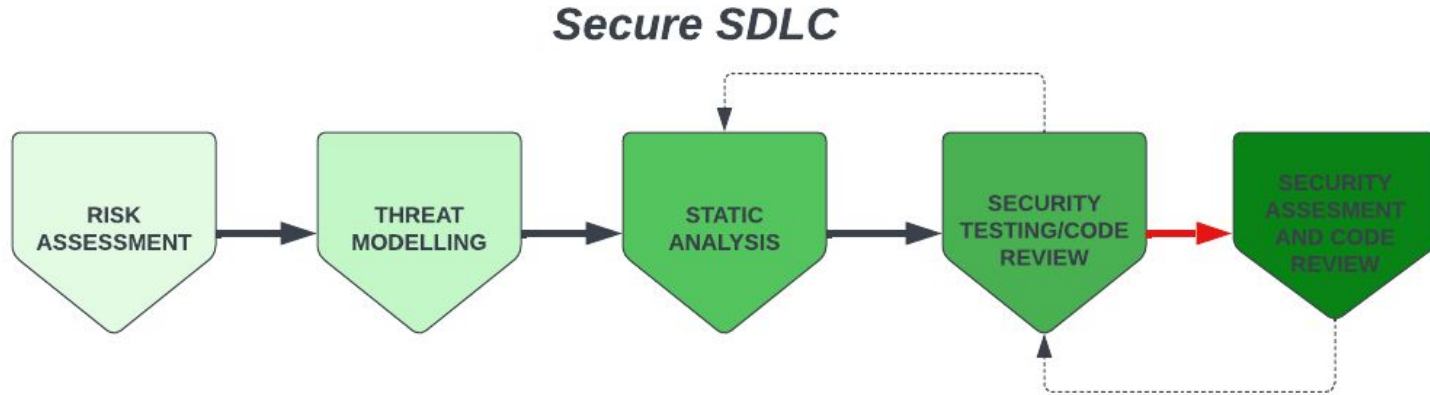 Secure SDLC
RISK
ASSESSMENT
THREAT
MODELLING
STATIC
ANALYSIS
SECURITY
TESTING/CODE
REVIEW
SECURITY
ASSESMENT
AND CODE
REVIEW